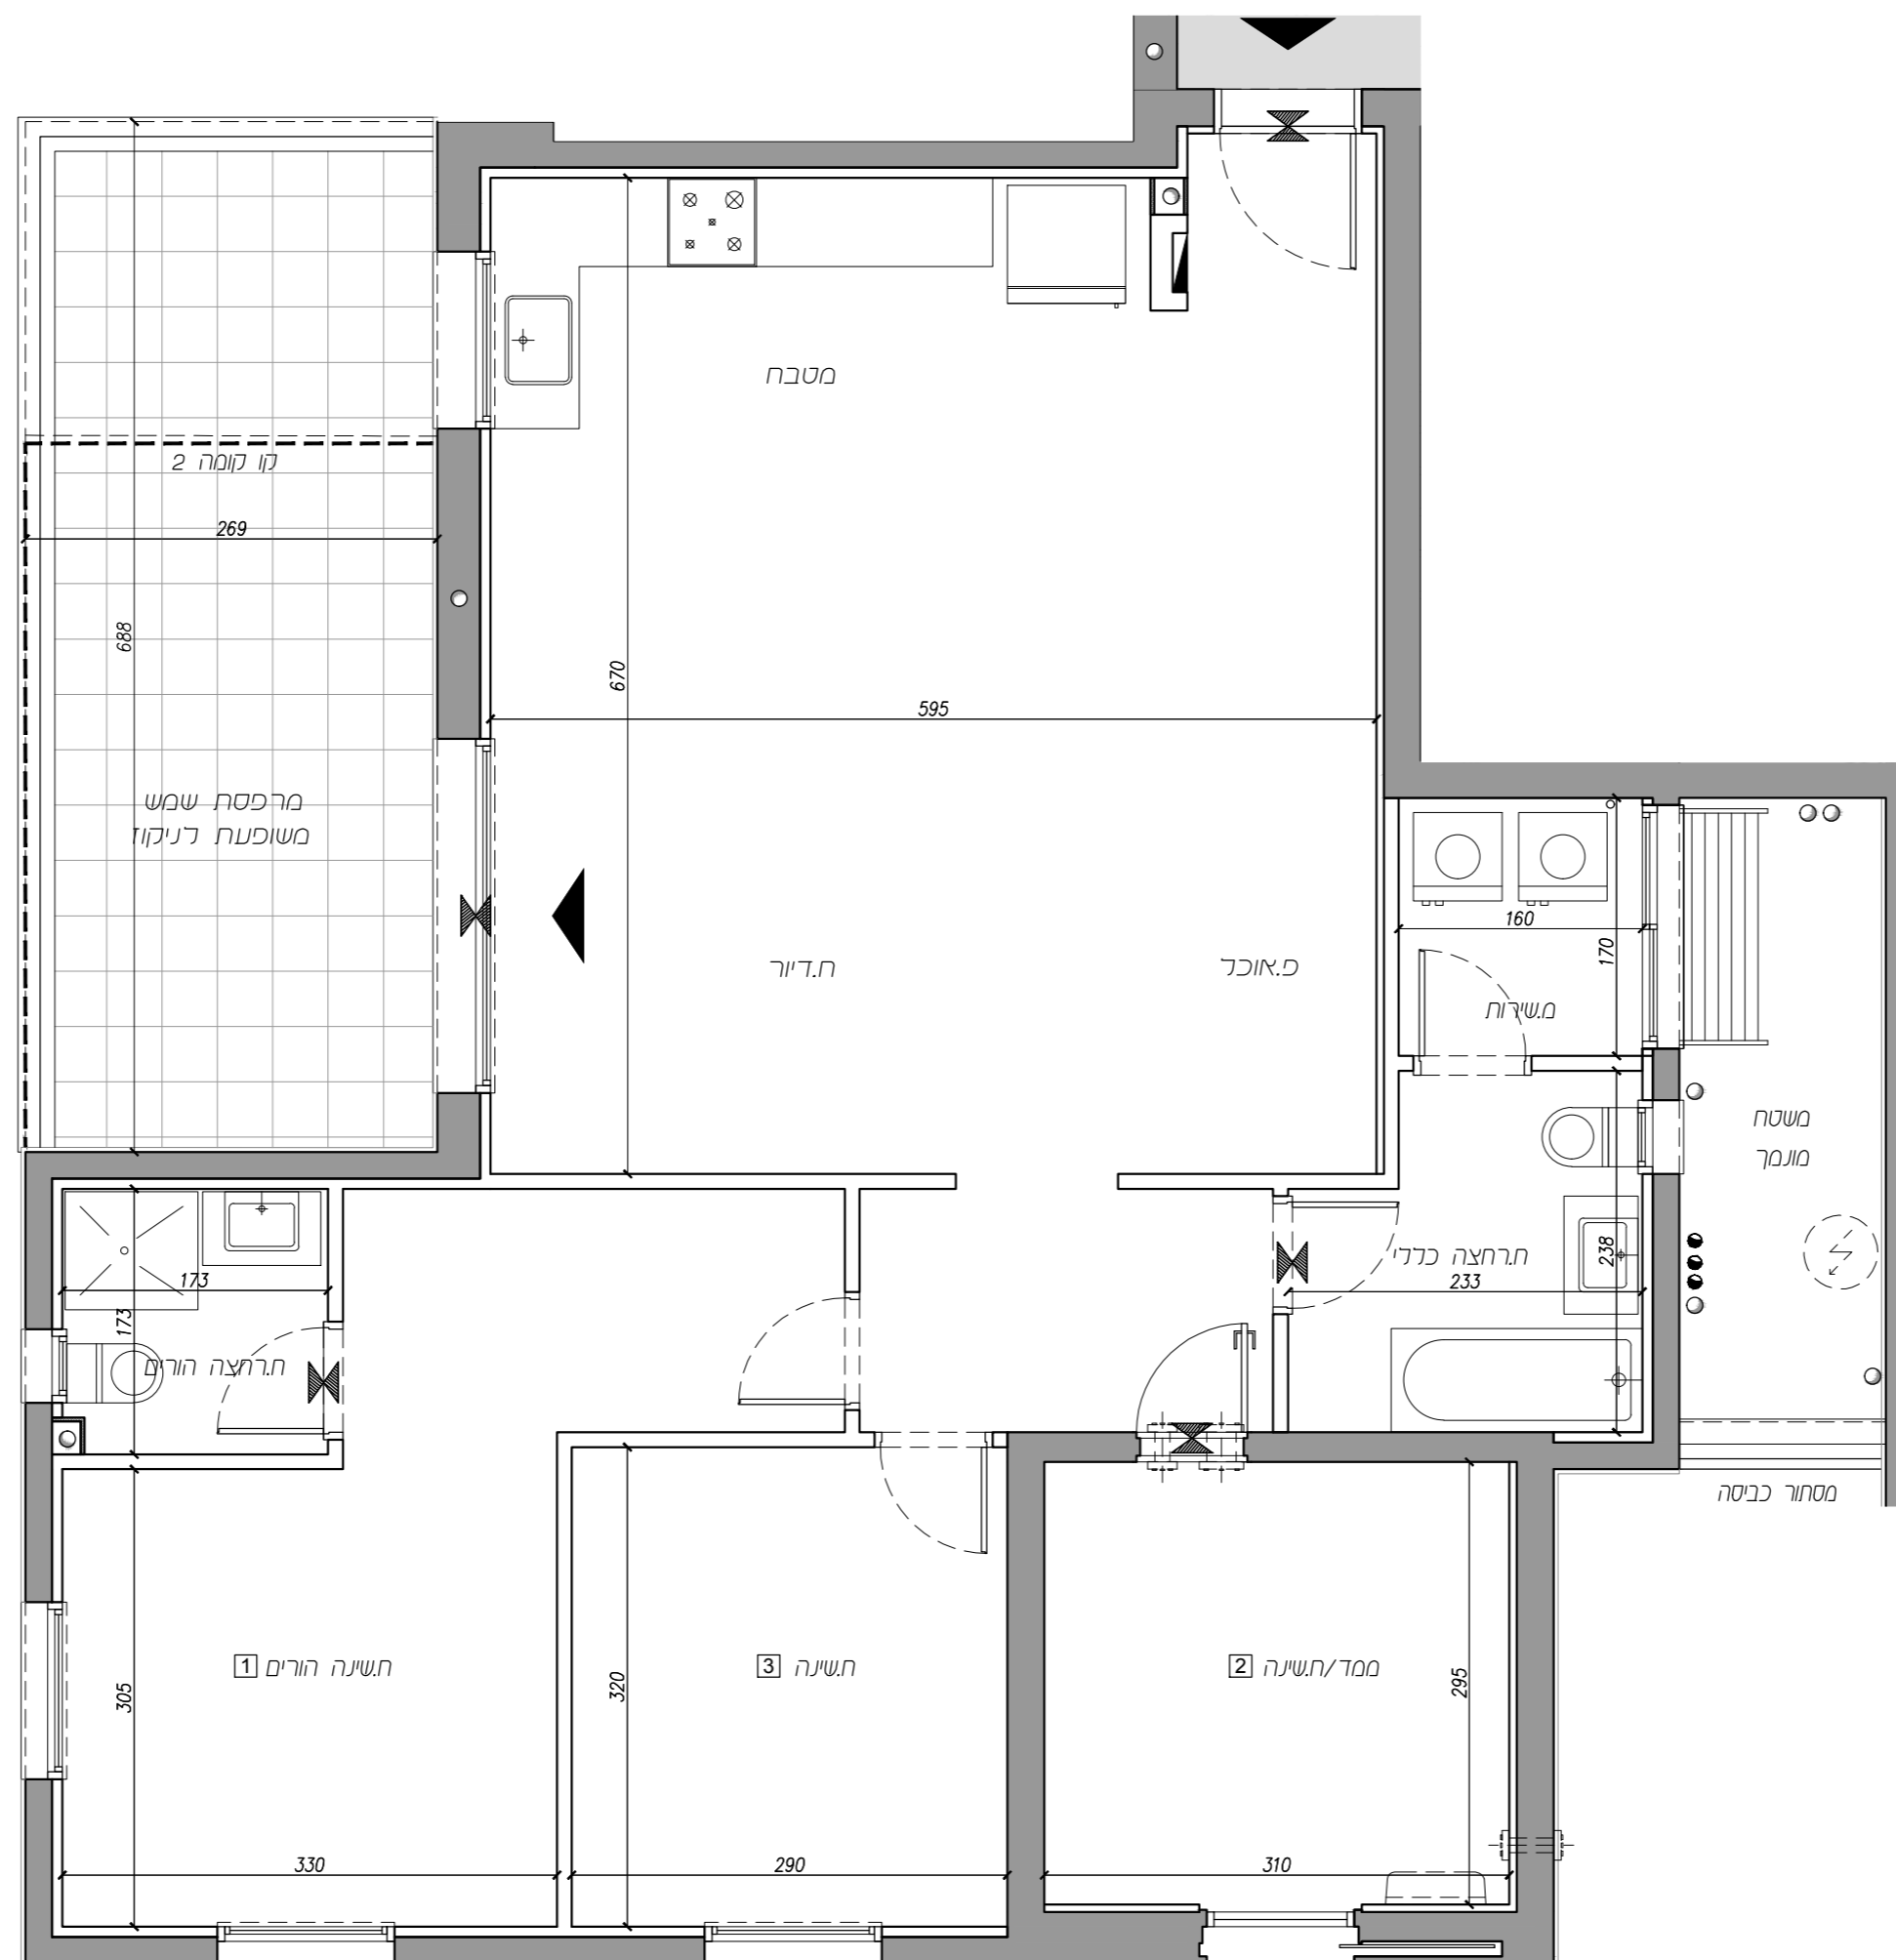 מטבח
קו קומה 2
269
688
670
595
מרפסת שמש
משופעת לניקוז
ח.דיור
פ.אוכל
160
170
מ.שירות
משטח
מונמך
173
173
ח.רחצה הורים
ח.רחצה כללי
238
233
מסתור כביסה
1 ח.שינה הורים
3 ח.שינה
2 ממד/ח.שינה
305
320
295
330
290
310